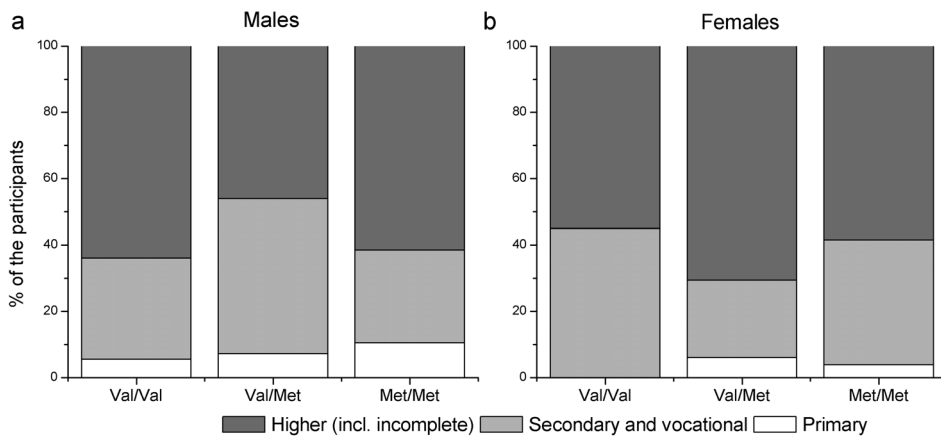 a Males
b Females
% of the participants
100
80
60
40
20
0
Val/Val Val/Met Met/Met
100
80
60
40
20
0
Val/Val Val/Met Met/Met
Higher (incl. incomplete) Secondary and vocational Primary